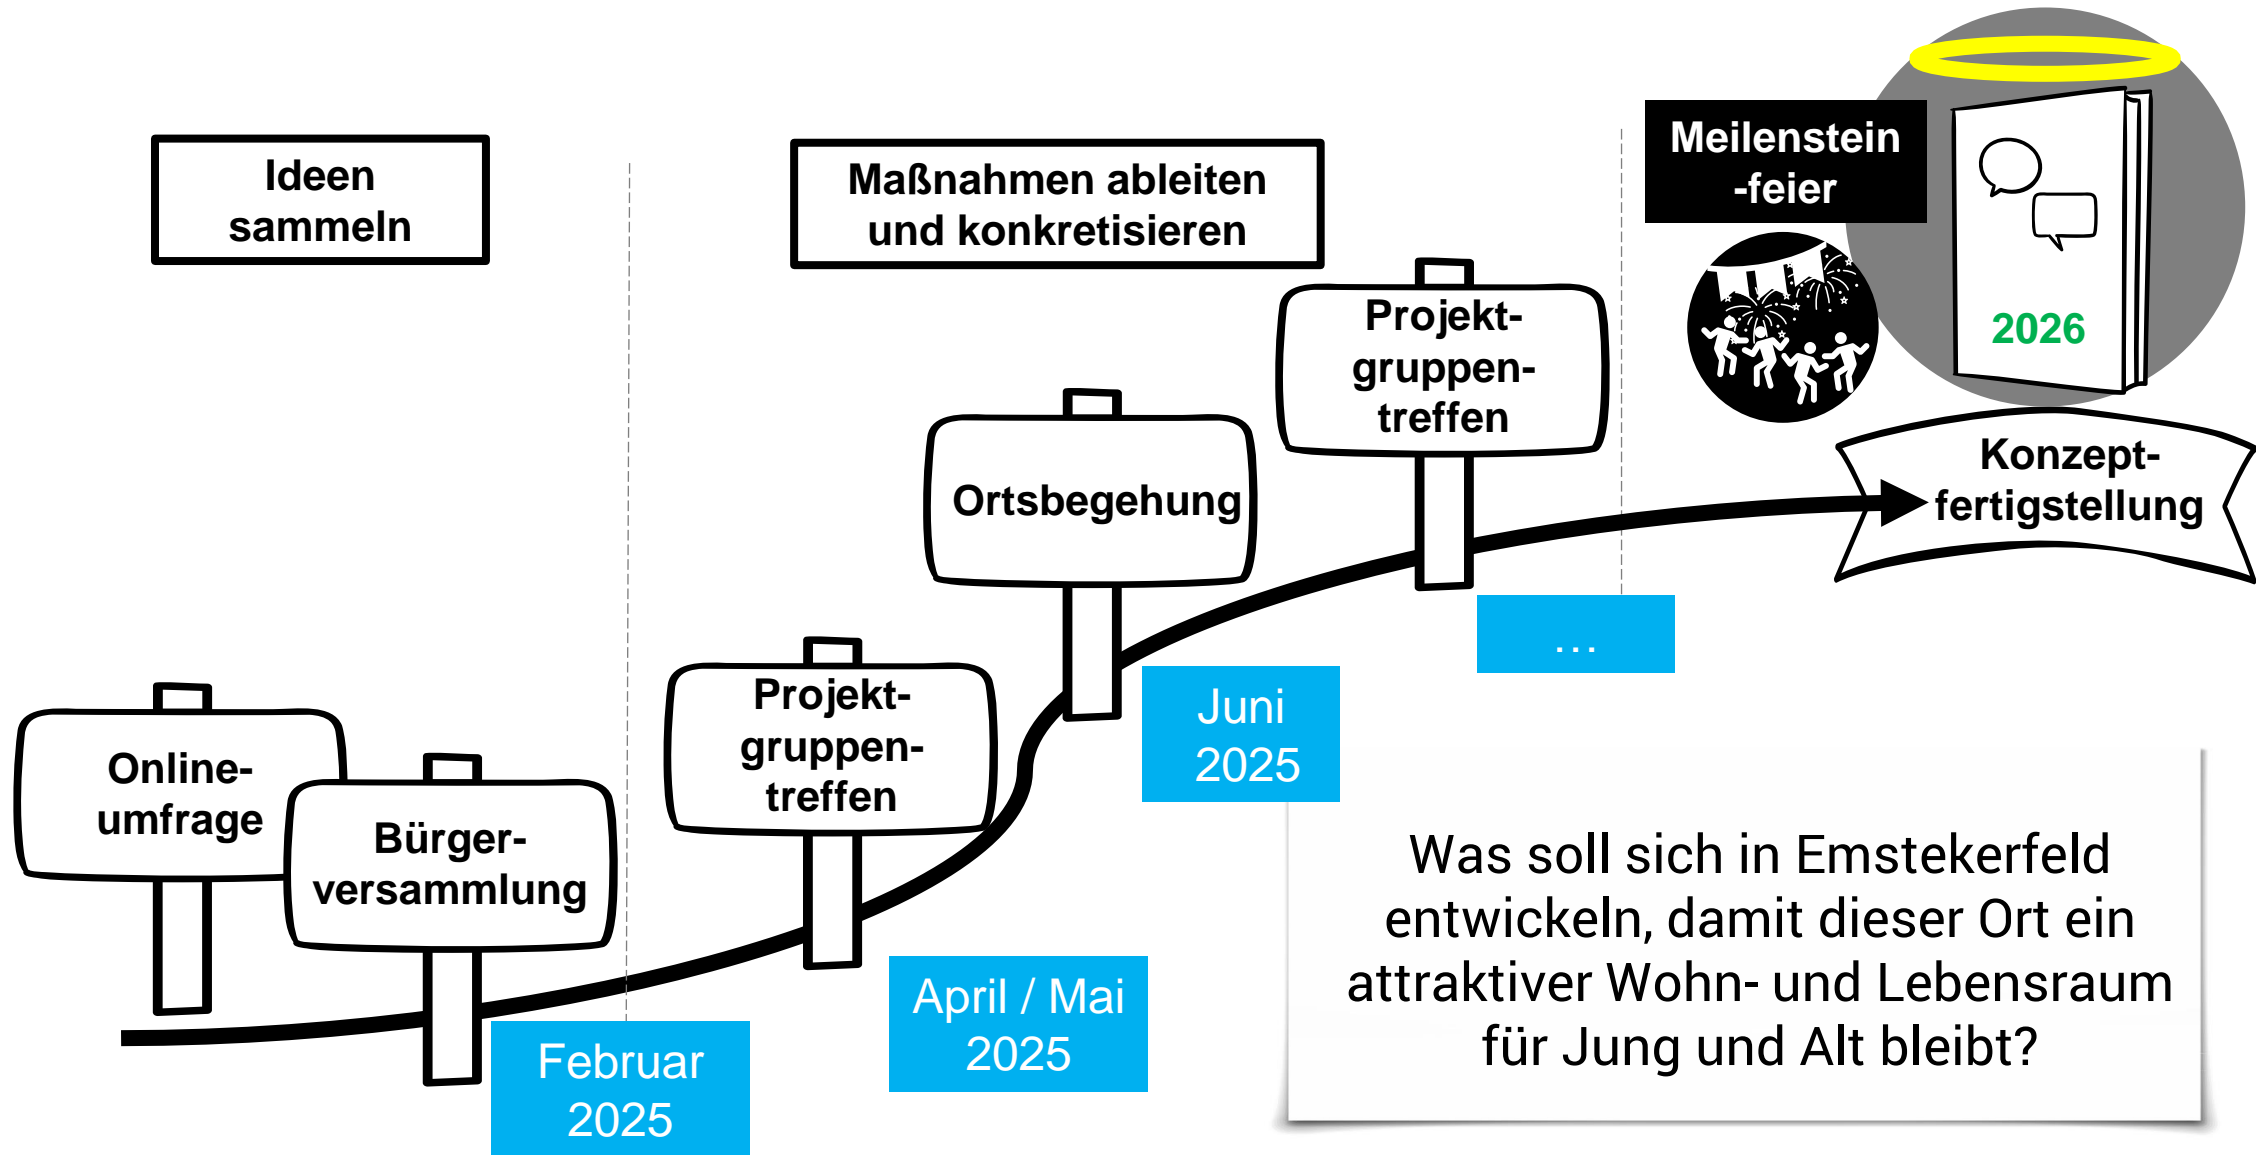 Ideen
sammeln
Maßnahmen ableiten
und konkretisieren
Meilenstein
-feier
2026
Konzept-
fertigstellung
Projekt-
gruppen-
treffen
...
Ortsbegehung
Juni
2025
Projekt-
gruppen-
treffen
April / Mai
2025
Online-
umfrage
Bürger-
versammlung
Februar
2025
Was soll sich in Emstekerfeld
entwickeln, damit dieser Ort ein
attraktiver Wohn- und Lebensraum
für Jung und Alt bleibt?